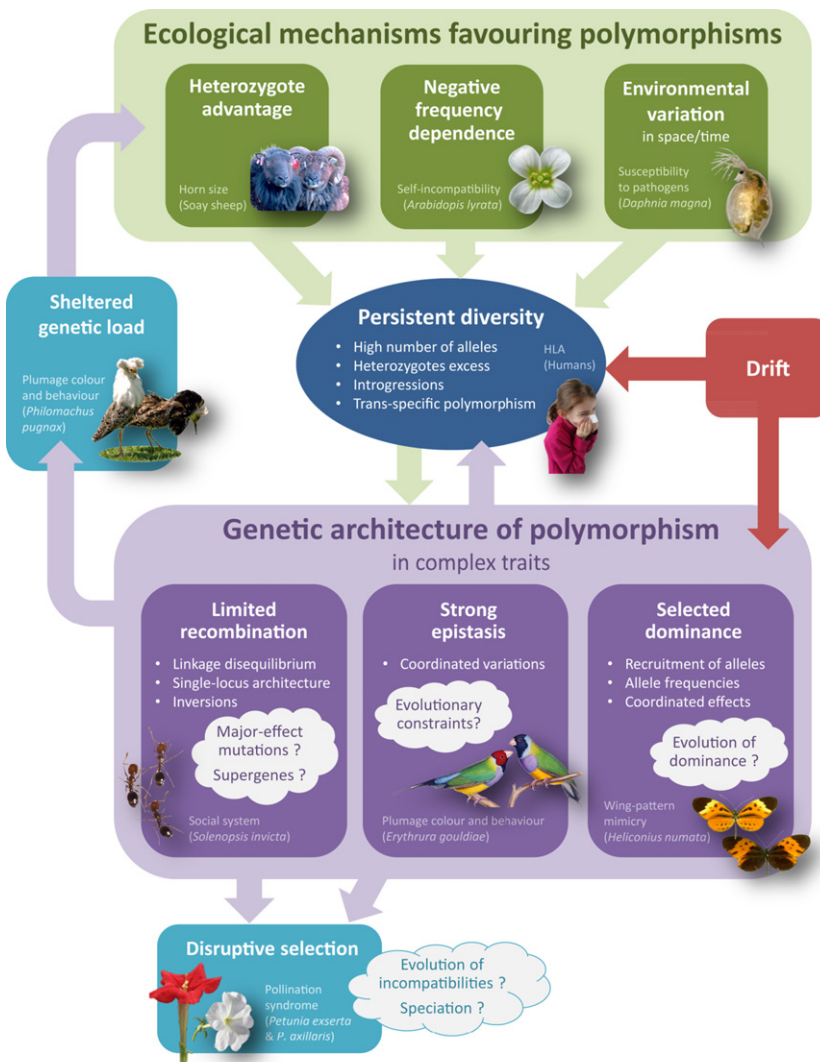 Ecological mechanisms favouring polymorphisms
Heterozygote
advantage
Horn size
(Soay sheep)
Negative
frequency
dependence
Self-incompatibility
(Arabidopis lyrata)
Environmental
variation
in space/time
Susceptibility
to pathogens
(Daphnia magna)
Sheltered
genetic load
Plumage colour
and behaviour
(Philomachus
pugnax)
Persistent diversity
• High number of alleles
• Heterozygotes excess
• Introgressions
• Trans-specific polymorphism
HLA
(Humans)
Drift
Genetic architecture of polymorphism
in complex traits
Limited
recombination
• Linkage disequilibrium
• Single-locus architecture
• Inversions
Major-effect
mutations ?
Supergenes ?
Social system
(Solenopsis invicta)
Strong
epistasis
• Coordinated variations
Evolutionary
constraints?
Plumage colour and behaviour
(Erythrura gouldiae)
Selected
dominance
• Recruitment of alleles
• Allele frequencies
• Coordinated effects
Evolution of
dominance ?
Wing-pattern
mimicry
(Heliconius numata)
Disruptive selection
Pollination
syndrome
(Petunia exserta
& P. axillaris)
Evolution of
incompatibilities ?
Speciation ?